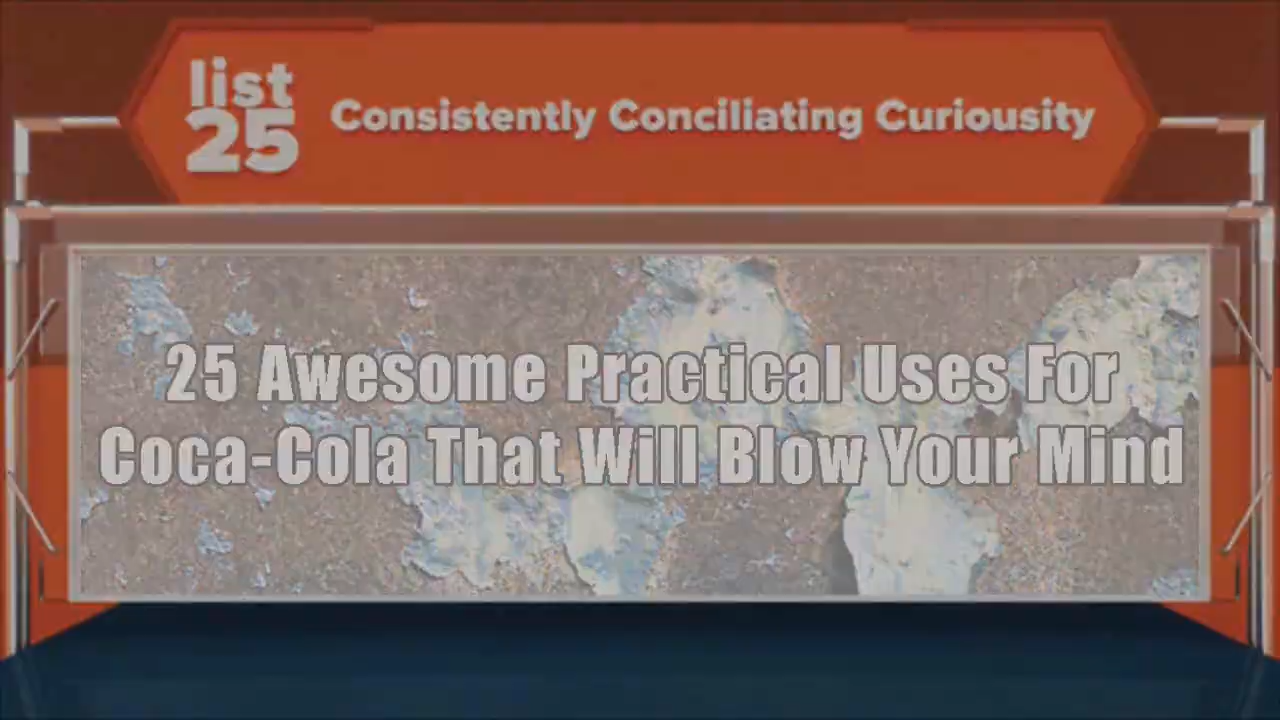 list
25
Consistently Conciliating Curiousity
25 Awesome Practical Uses For
Coca-Cola That Will Blow Your Mind